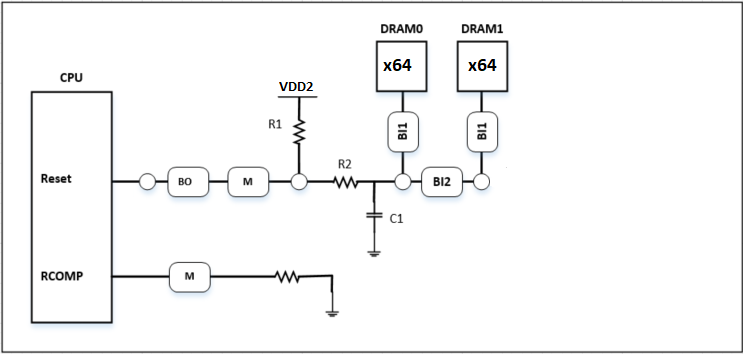 DRAM0 DRAM1
x64 x64
CPU
VDD2
R1
BI1 BI1
R2
Reset BO M BI2
C1
RCOMP M